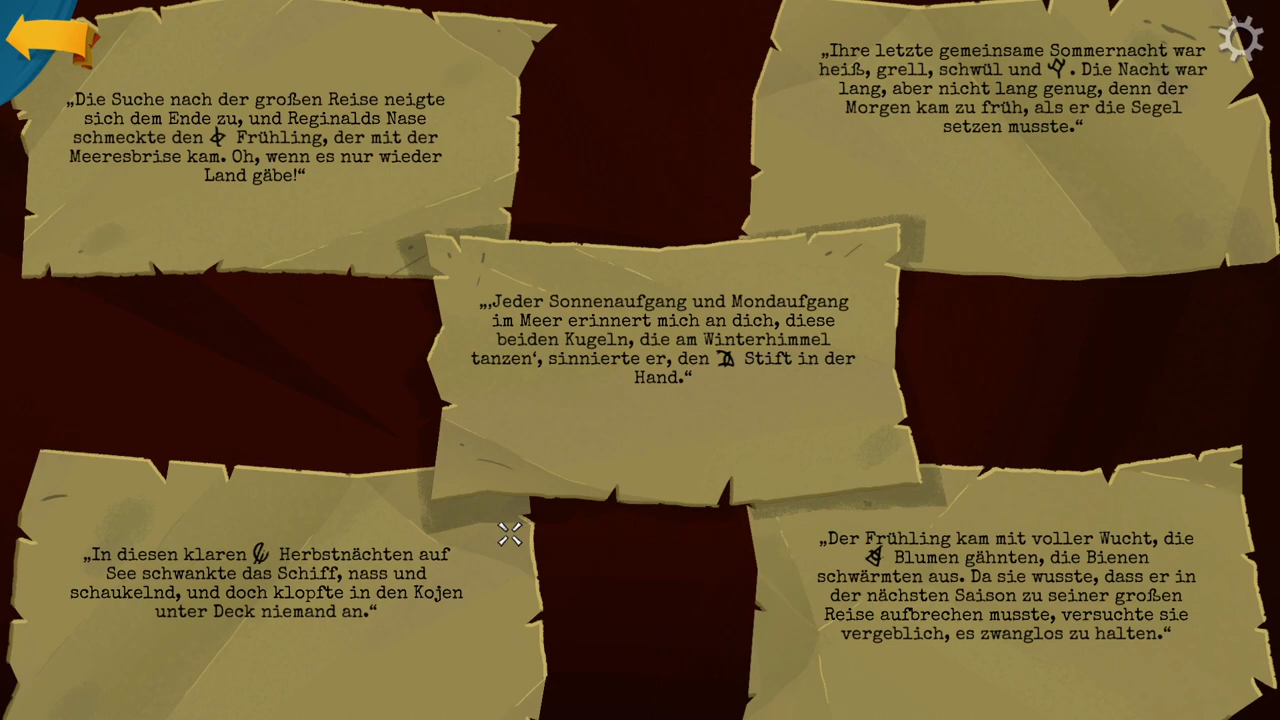 „Die Suche nach der großen Reise neigte
sich dem Ende zu, und Reginalds Nase
schmeckte den Frühling, der mit der
Meeresbrise kam. Oh, wenn es nur wieder
Land gäbe!“
„Ihre letzte gemeinsame Sommernacht war
heiß, grell, schwül und . Die Nacht war
lang, aber nicht lang genug, denn der
Morgen kam zu früh, als er die Segel
setzen musste.“
„‚Jeder Sonnenaufgang und Mondaufgang
im Meer erinnert mich an dich, diese
beiden Kugeln, die am Winterhimmel
tanzen‘, sinnierte er, den Stift in der
Hand.“
„In diesen klaren Herbstnächten auf
See schwankte das Schiff, nass und
schaukelnd, und doch klopfte in den Kojen
unter Deck niemand an.“
„Der Frühling kam mit voller Wucht, die
Blumen gähnten, die Bienen
schwärmten aus. Da sie wusste, dass er in
der nächsten Saison zu seiner großen
Reise aufbrechen musste, versuchte sie
vergeblich, es zwanglos zu halten.“